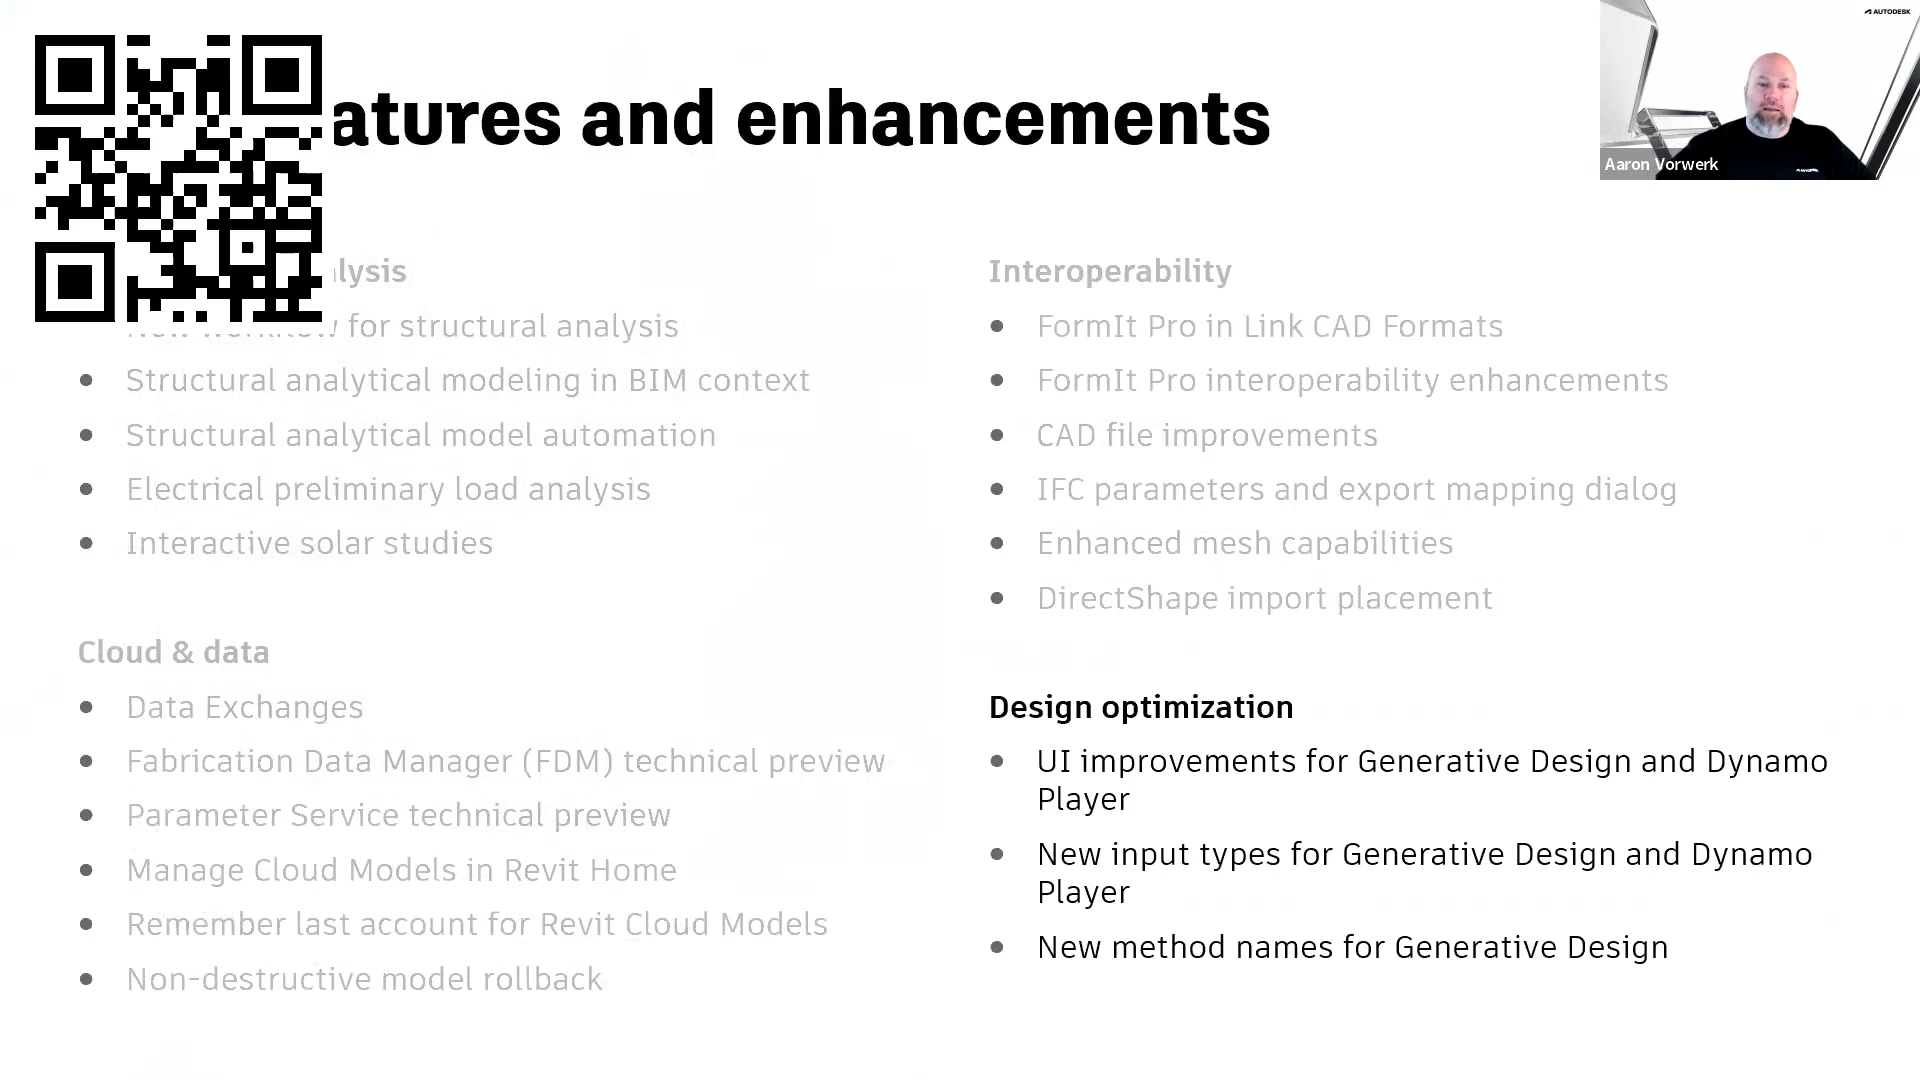 AUTODESK
atures and enhancements
Aaron Vorwerk
lysis
for structural analysis
• Structural analytical modeling in BIM context
• Structural analytical model automation
• Electrical preliminary load analysis
• Interactive solar studies
Cloud & data
• Data Exchanges
• Fabrication Data Manager (FDM) technical preview
• Parameter Service technical preview
• Manage Cloud Models in Revit Home
• Remember last account for Revit Cloud Models
• Non-destructive model rollback
Interoperability
• FormIt Pro in Link CAD Formats
• FormIt Pro interoperability enhancements
• CAD file improvements
• IFC parameters and export mapping dialog
• Enhanced mesh capabilities
• DirectShape import placement
Design optimization
• UI improvements for Generative Design and Dynamo
Player
• New input types for Generative Design and Dynamo
Player
• New method names for Generative Design